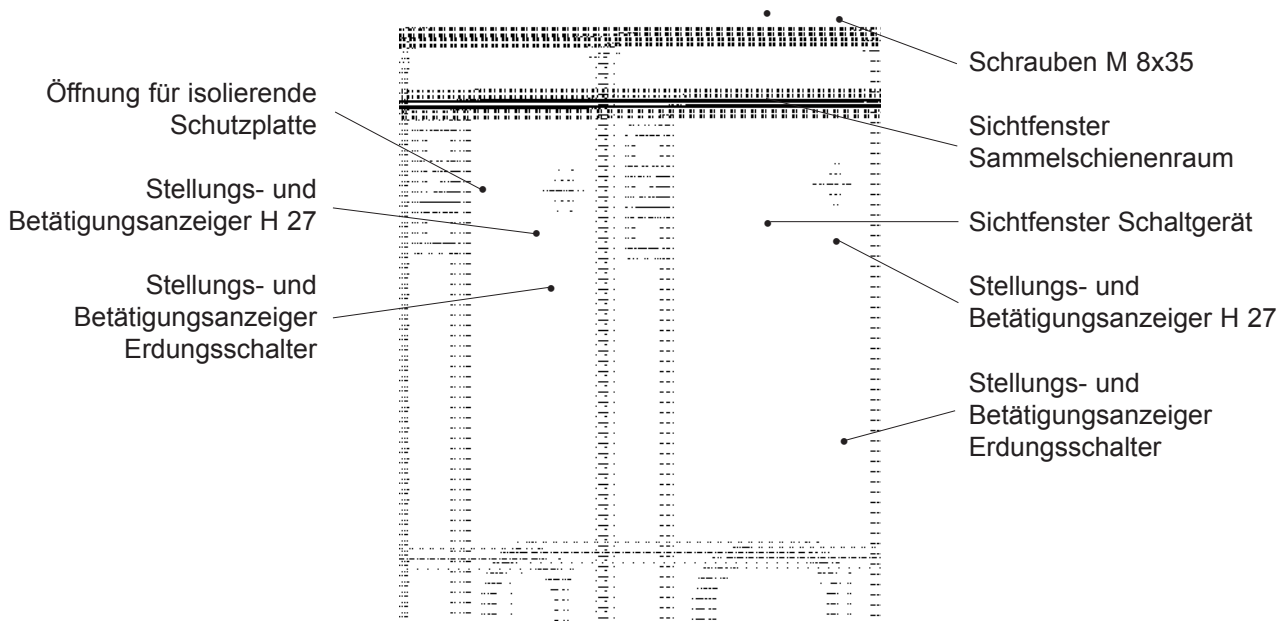 Öffnung für isolierende
Schutzplatte
Stellungs- und
Betätigungsanzeiger H 27
Stellungs- und
Betätigungsanzeiger
Erdungsschalter
Schrauben M 8x35
Sichtfenster
Sammelschienenraum
Sichtfenster Schaltgerät
Stellungs- und
Betätigungsanzeiger H 27
Stellungs- und
Betätigungsanzeiger
Erdungsschalter